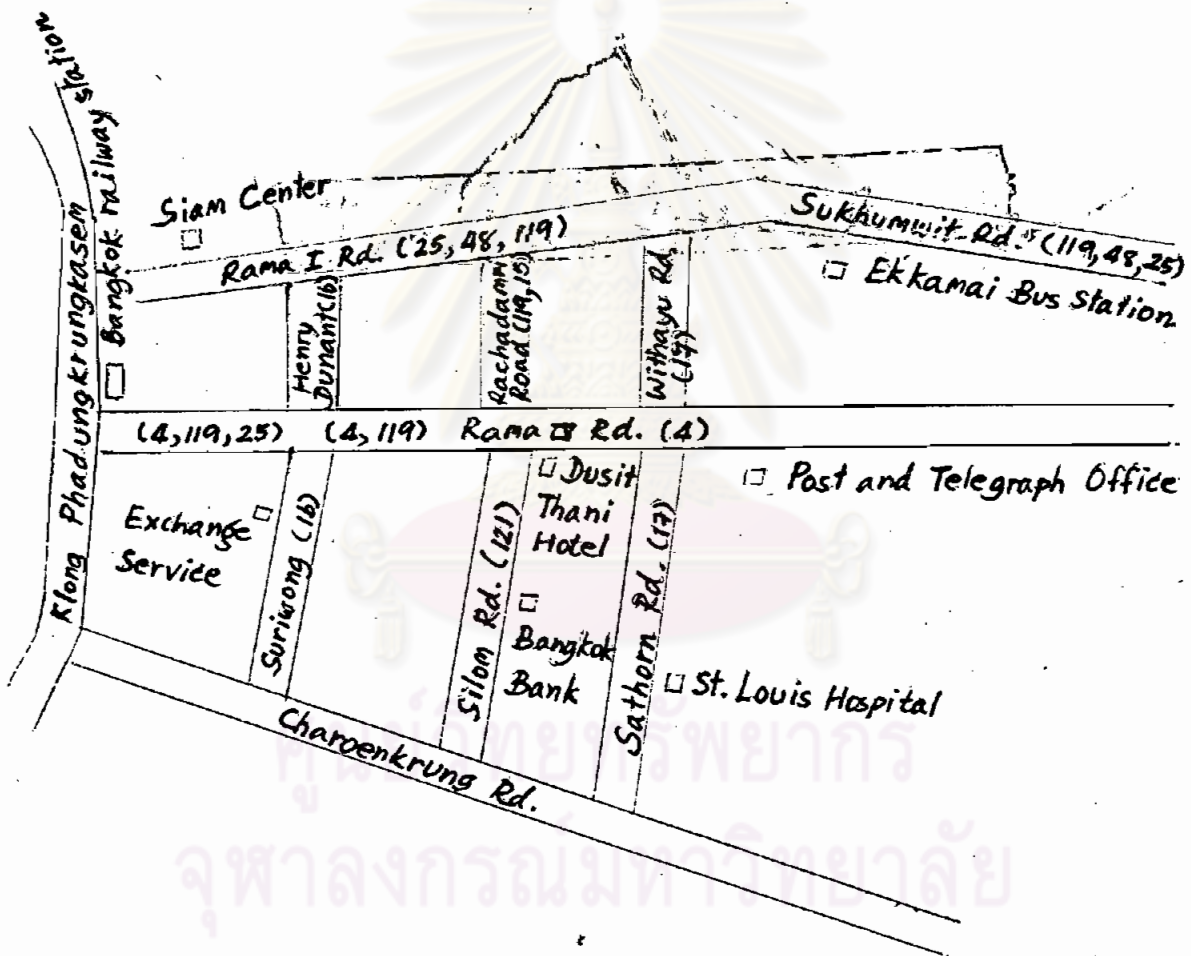 Bangkok railway station
Klong Phadungkrungkasem
Siam Center
Rama I Rd. (25, 48, 119)
Sukhumwit Rd. (119, 48, 25)
Ekkamai Bus Station
Henry
Dunant (16)
Rachadamri
Road (119, 15)
Withayu Rd.
(17)
(4, 119, 25) (4, 119) Rama Rd. (4)
Exchange
Service
Suriwong (16)
Silom Rd. (121)
Dusit
Thani
Hotel
Bangkok
Bank
Sathorn Rd. (17)
Post and Telegraph Office
St. Louis Hospital
Charoenkrung Rd.
ศูนย์วิทยทรัพยากร
จุฬาลงกรณ์มหาวิทยาลัย